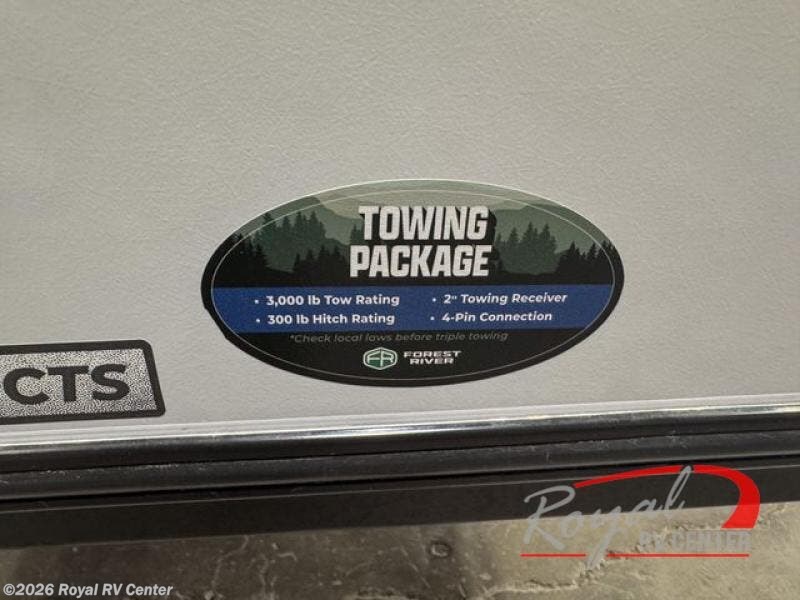 TOWING
PACKAGE
• 3,000 lb Tow Rating
• 2" Towing Receiver
• 300 lb Hitch Rating
• 4-Pin Connection
*Check local laws before triple towing
FR FOREST
RIVER
CTS
Royal
RV CENTER
©2026 Royal RV Center